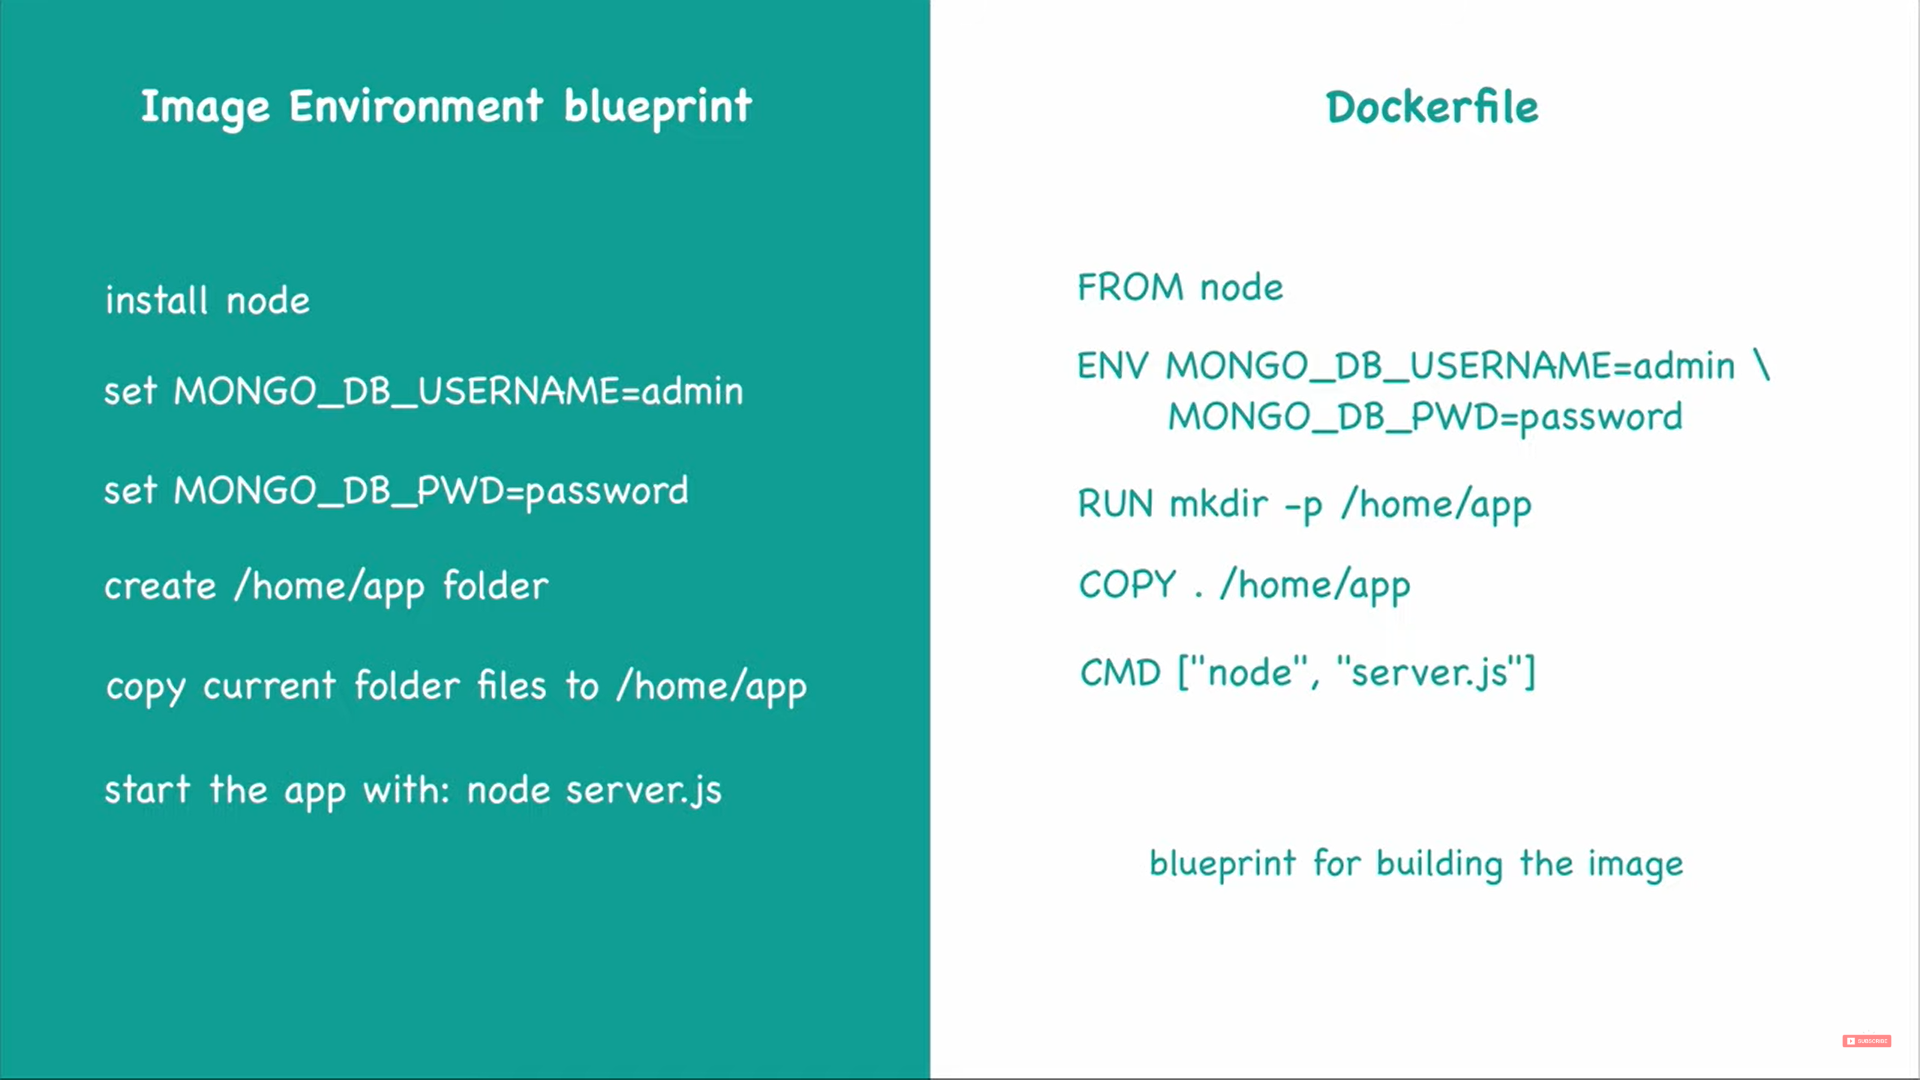 Image Environment blueprint
install node
set MONGO_DB_USERNAME=admin
set MONGO_DB_PWD=password
create /home/app folder
copy current folder files to /home/app
start the app with: node server.js
Dockerfile
FROM node
ENV MONGO_DB_USERNAME=admin \
MONGO_DB_PWD=password
RUN mkdir -p /home/app
COPY . /home/app
CMD ["node", "server.js"]
blueprint for building the image
SUBSCRIBE